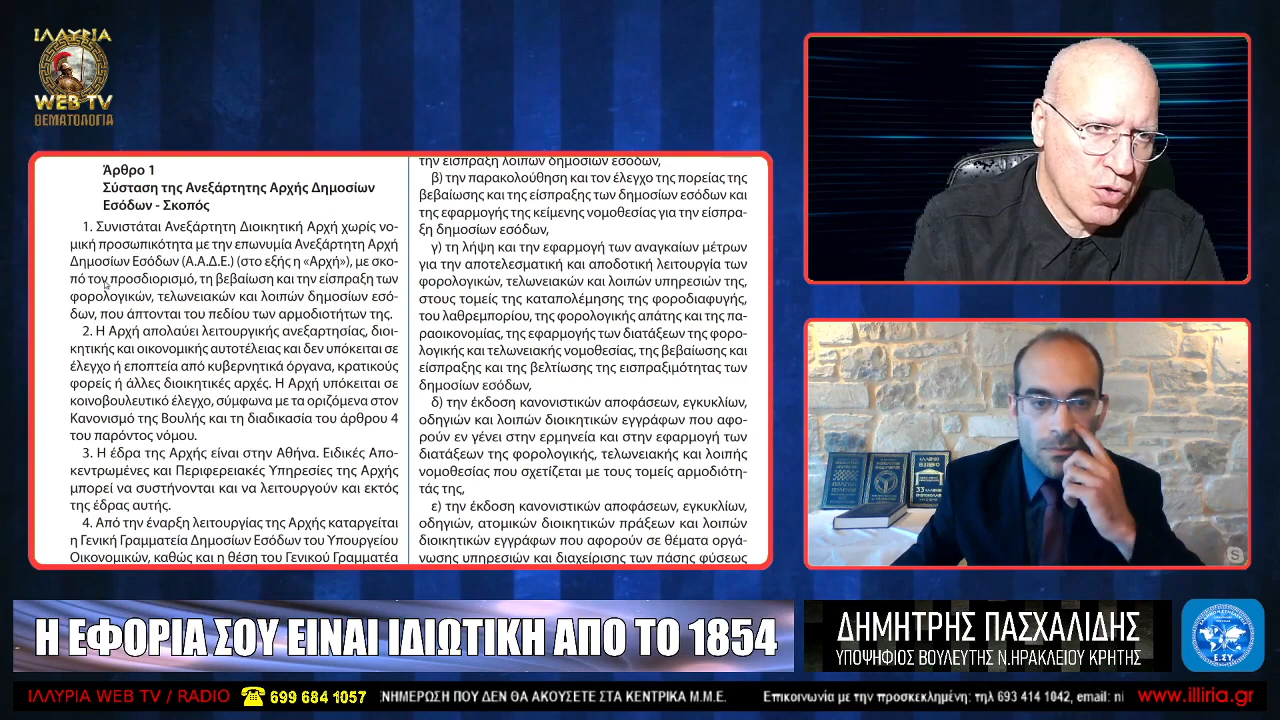 ΙΛΛΥΡΙΑ
WEB TV
ΘΕΜΑΤΟΛΟΓΙΑ
Άρθρο 1
Σύσταση της Ανεξάρτητης Αρχής Δημοσίων
Εσόδων - Σκοπός
1. Συνιστάται Ανεξάρτητη Διοικητική Αρχή χωρίς νο-
μική προσωπικότητα με την επωνυμία Ανεξάρτητη Αρχή
Δημοσίων Εσόδων (Α.Α.Δ.Ε.) (στο εξής η «Αρχή»), με σκο-
πό τον προσδιορισμό, τη βεβαίωση και την είσπραξη των
φορολογικών, τελωνειακών και λοιπών δημοσίων εσό-
δων, που άπτονται του πεδίου των αρμοδιοτήτων της.
2. Η Αρχή απολαύει λειτουργικής ανεξαρτησίας, διοι-
κητικής και οικονομικής αυτοτέλειας και δεν υπόκειται σε
έλεγχο ή εποπτεία από κυβερνητικά όργανα, κρατικούς
φορείς ή άλλες διοικητικές αρχές. Η Αρχή υπόκειται σε
κοινοβουλευτικό έλεγχο, σύμφωνα με τα οριζόμενα στον
Κανονισμό της Βουλής και τη διαδικασία του άρθρου 4
του παρόντος νόμου.
3. Η έδρα της Αρχής είναι στην Αθήνα. Ειδικές Απο-
κεντρωμένες και Περιφερειακές Υπηρεσίες της Αρχής
μπορεί να συστήνονται και να λειτουργούν και εκτός
της έδρας αυτής.
4. Από την έναρξη λειτουργίας της Αρχής καταργείται
η Γενική Γραμματεία Δημοσίων Εσόδων του Υπουργείου
Οικονομικών, καθώς και η θέση του Γενικού Γραμματέα
την είσπραξη λοιπών δημοσίων εσόδων,
β) την παρακολούθηση και τον έλεγχο της πορείας της
βεβαίωσης και της είσπραξης των δημοσίων εσόδων και
της εφαρμογής της κείμενης νομοθεσίας για την είσπρα-
ξη δημοσίων εσόδων,
γ) τη λήψη και την εφαρμογή των αναγκαίων μέτρων
για την αποτελεσματική και αποδοτική λειτουργία των
φορολογικών, τελωνειακών και λοιπών υπηρεσιών της,
στους τομείς της καταπολέμησης της φοροδιαφυγής,
του λαθρεμπορίου, της φορολογικής απάτης και της πα-
ραοικονομίας, της εφαρμογής των διατάξεων της φορο-
λογικής και τελωνειακής νομοθεσίας, της βεβαίωσης και
είσπραξης και της βελτίωσης της εισπραξιμότητας των
δημοσίων εσόδων,
δ) την έκδοση κανονιστικών αποφάσεων, εγκυκλίων,
οδηγιών και λοιπών διοικητικών εγγράφων που αφο-
ρούν εν γένει στην ερμηνεία και στην εφαρμογή των
διατάξεων της φορολογικής, τελωνειακής και λοιπής
νομοθεσίας που σχετίζεται με τους τομείς αρμοδιότη-
τάς της,
ε) την έκδοση κανονιστικών αποφάσεων, εγκυκλίων,
οδηγιών, ατομικών διοικητικών πράξεων και λοιπών
διοικητικών εγγράφων που αφορούν σε θέματα οργά-
νωσης υπηρεσιών και διαχείρισης των πάσης φύσεως
Η ΕΦΟΡΙΑ ΣΟΥ ΕΙΝΑΙ ΙΔΙΩΤΙΚΗ ΑΠΟ ΤΟ 1854
ΔΗΜΗΤΡΗΣ ΠΑΣΧΑΛΙΔΗΣ
ΥΠΟΨΗΦΙΟΣ ΒΟΥΛΕΥΤΗΣ Ν.ΗΡΑΚΛΕΙΟΥ ΚΡΗΤΗΣ
Ε.ΣΥ
ΙΛΛΥΡΙΑ WEB TV / RADIO 699 684 1057 ΕΝΗΜΕΡΩΣΗ ΠΟΥ ΔΕΝ ΘΑ ΑΚΟΥΣΕΤΕ ΣΤΑ ΚΕΝΤΡΙΚΑ Μ.Μ.Ε. Επικοινωνία με την προσκεκλημένη: τηλ 693 414 1042, email: ni www.illiria.gr